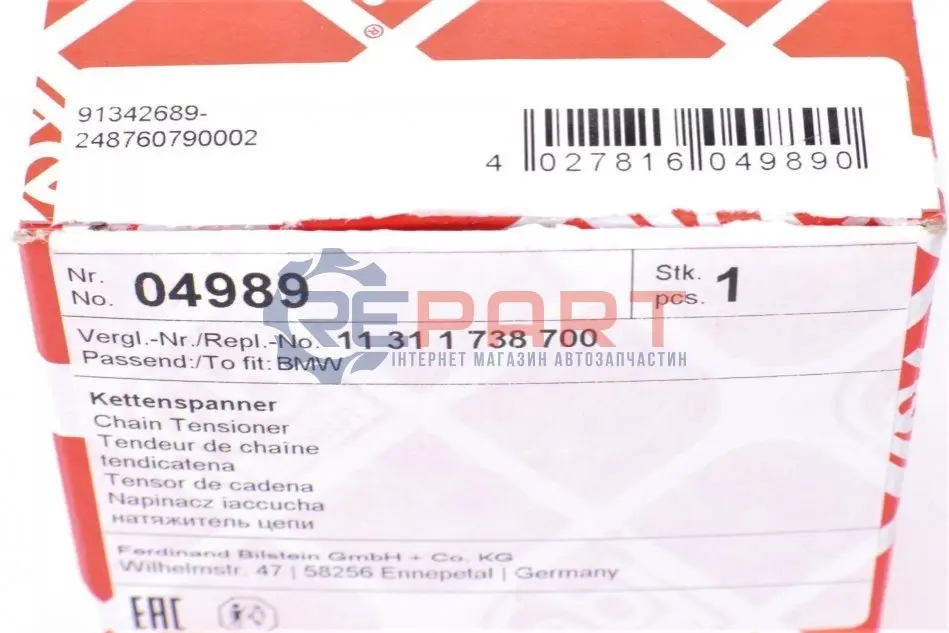 91342689-
248760790002
4 027816 049890
Nr.
No. 04989
Stk.
pcs. 1
REPART
ІНТЕРНЕТ МАГАЗИН АВТОЗАПЧАСТИН
Vergl.-Nr./Repl.-No. 11 31 1 738 700
Passend:/To fit: BMW
Kettenspanner
Chain Tensioner
Tendeur de chaîne
tendicatena
Tensor de cadena
Napinacz iaccucha
натяжитель цепи
Ferdinand Bilstein GmbH + Co. KG
Wilhelmstr. 47 | 58256 Ennepetal | Germany
EAC